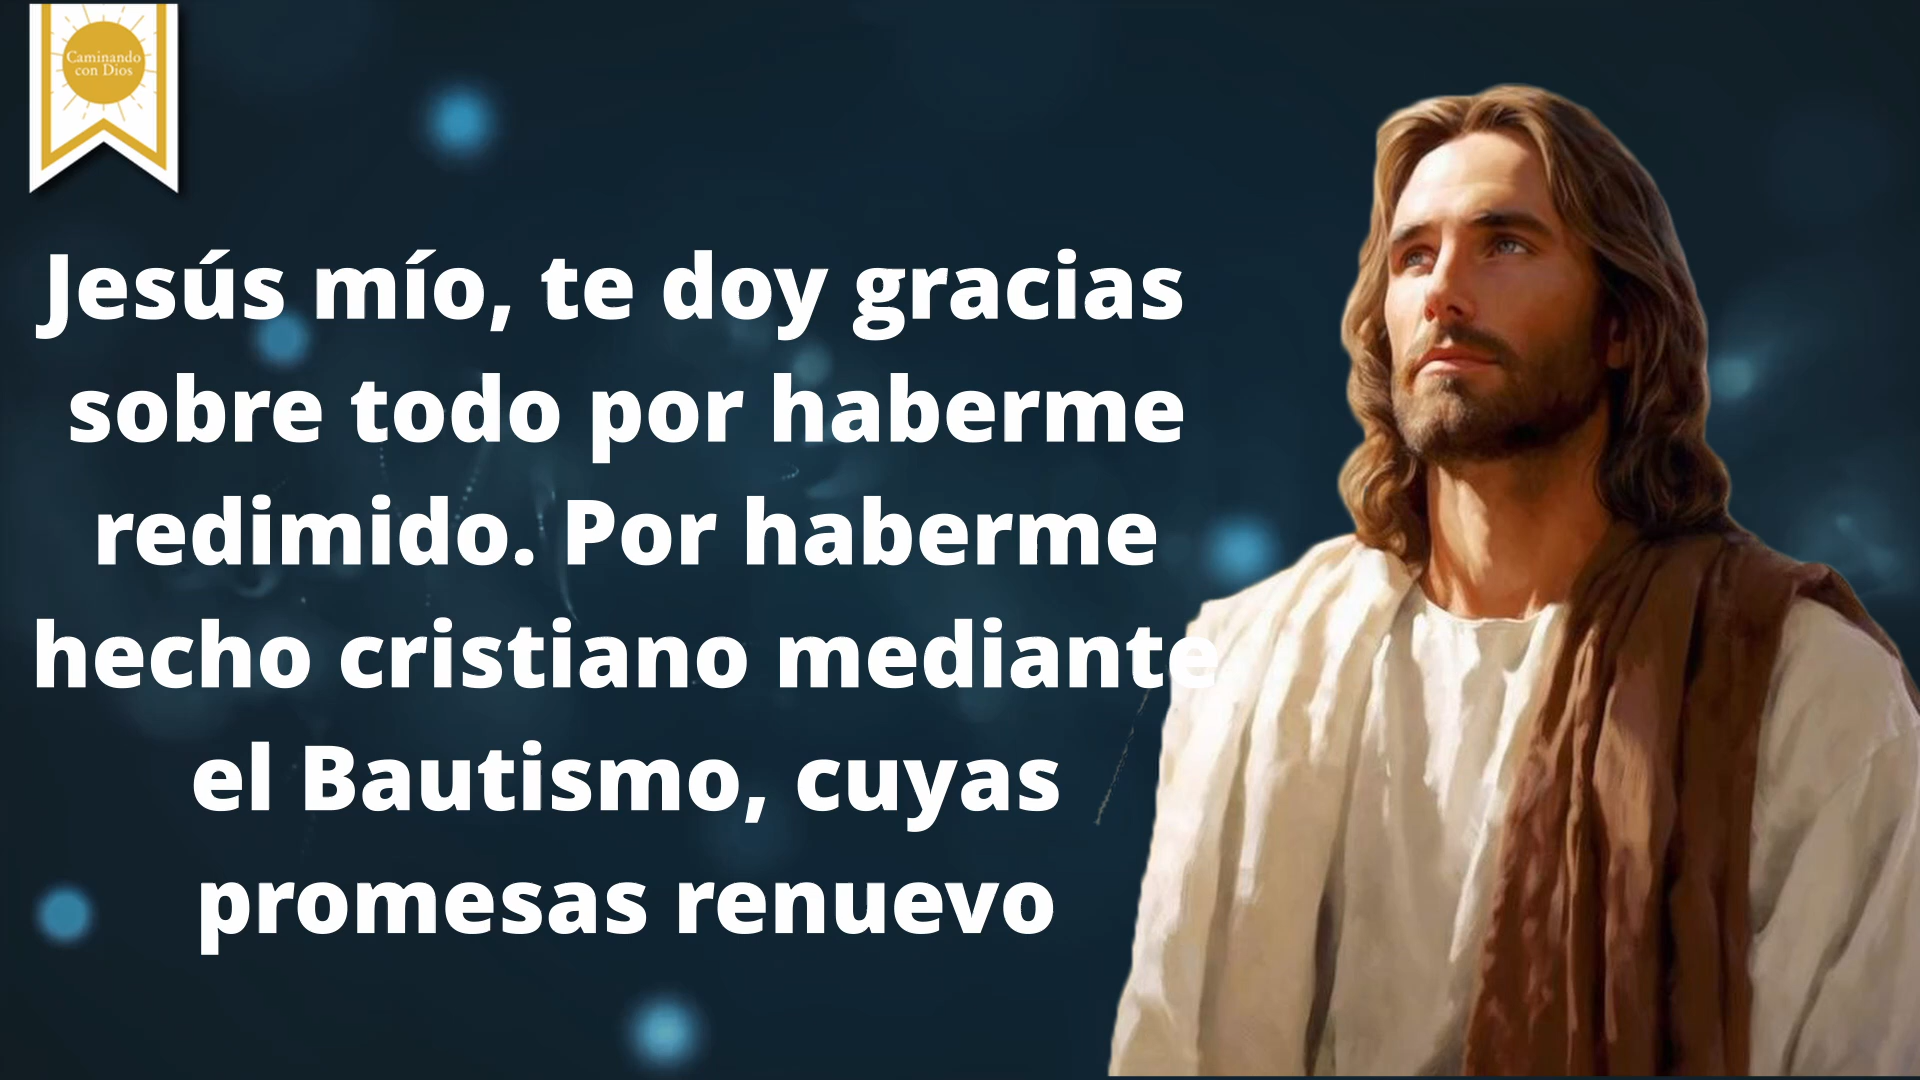 Caminando
con Dios
Jesús mío, te doy gracias
sobre todo por haberme
redimido. Por haberme
hecho cristiano mediante
el Bautismo, cuyas
promesas renuevo